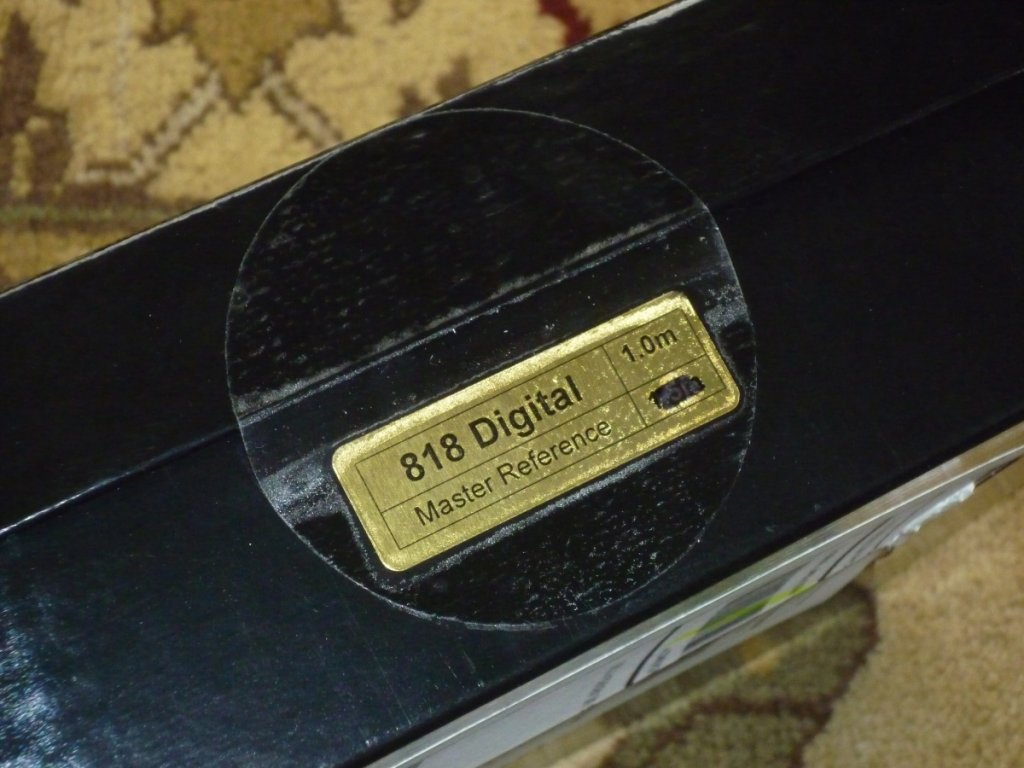 818 Digital
Master Reference
1.0m